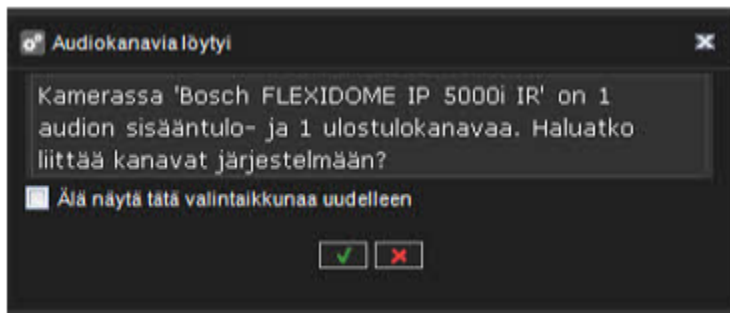 Audiokanavia löytyi
Kamerassa 'Bosch FLEXIDOME IP 5000i IR' on 1
audion sisääntulo- ja 1 ulostulokanavaa. Haluatko
liittää kanavat järjestelmään?
Älä näytä tätä valintaikkunaa uudelleen